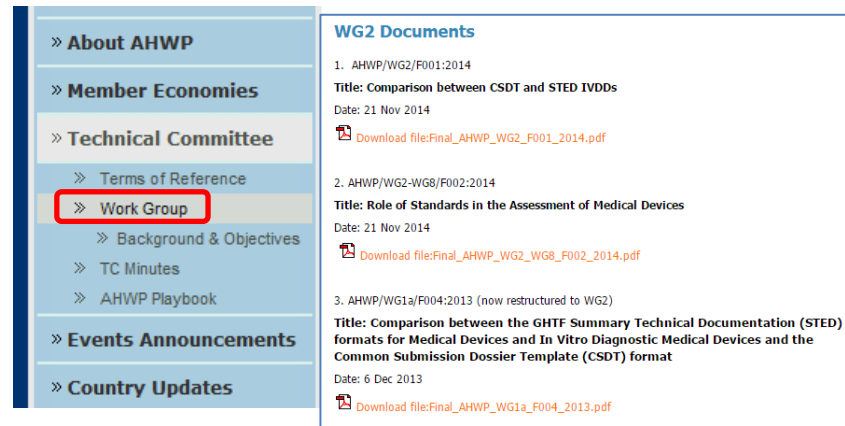 » About AHWP
» Member Economies
» Technical Committee
» Terms of Reference
» Work Group
» Background & Objectives
» TC Minutes
» AHWP Playbook
» Events Announcements
» Country Updates
WG2 Documents
1. AHWP/WG2/F001:2014
Title: Comparison between CSDT and STED IVDDs
Date: 21 Nov 2014
Download file:Final_AHWP_WG2_F001_2014.pdf
2. AHWP/WG2-WG8/F002:2014
Title: Role of Standards in the Assessment of Medical Devices
Date: 21 Nov 2014
Download file:Final_AHWP_WG2_WG8_F002_2014.pdf
3. AHWP/WG1a/F004:2013 (now restructured to WG2)
Title: Comparison between the GHTF Summary Technical Documentation (STED)
formats for Medical Devices and In Vitro Diagnostic Medical Devices and the
Common Submission Dossier Template (CSDT) format
Date: 6 Dec 2013
Download file:Final_AHWP_WG1a_F004_2013.pdf